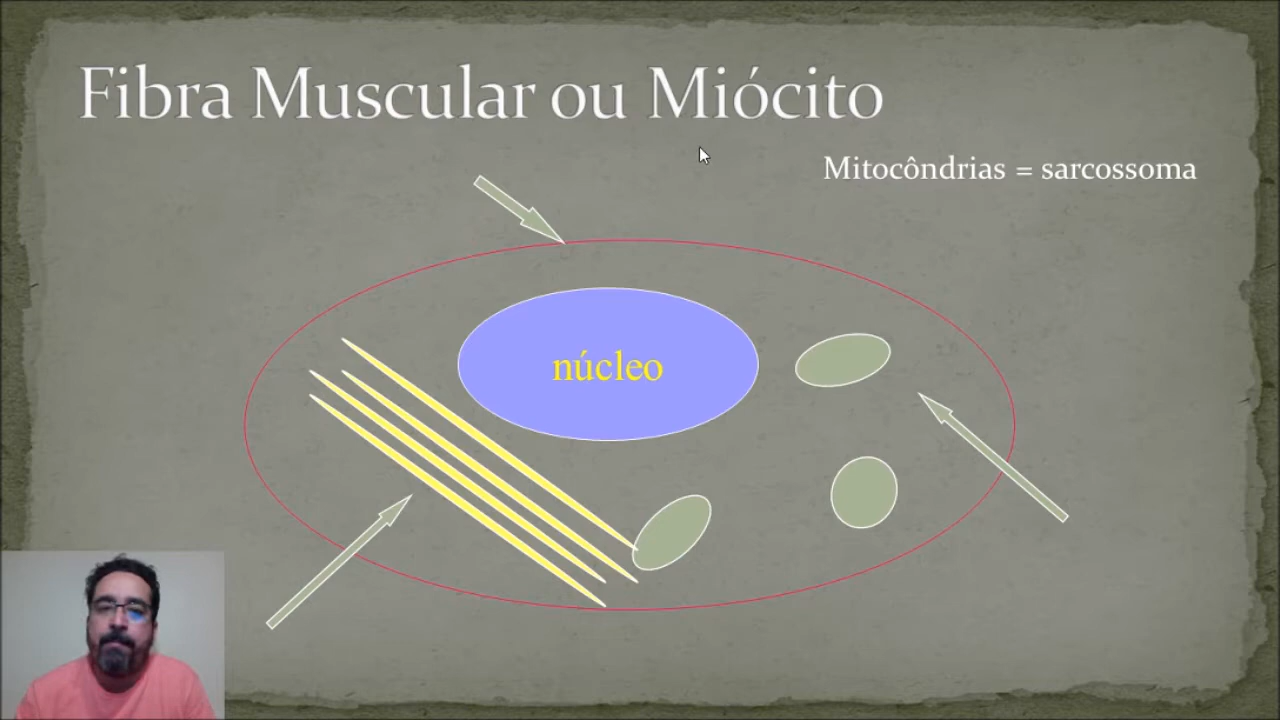 Fibra Muscular ou Miócito
Mitocôndrias = sarcossoma
núcleo